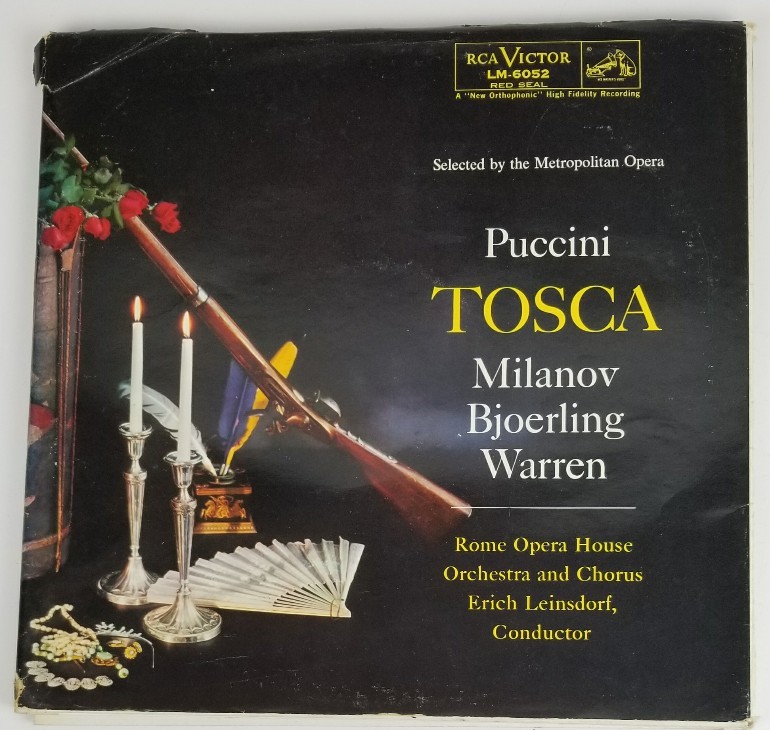 RCA VICTOR
LM-6052
RED SEAL
A "New Orthophonic" High Fidelity Recording
Selected by the Metropolitan Opera
Puccini
TOSCA
Milanov
Bjoerling
Warren
Rome Opera House
Orchestra and Chorus
Erich Leinsdorf,
Conductor